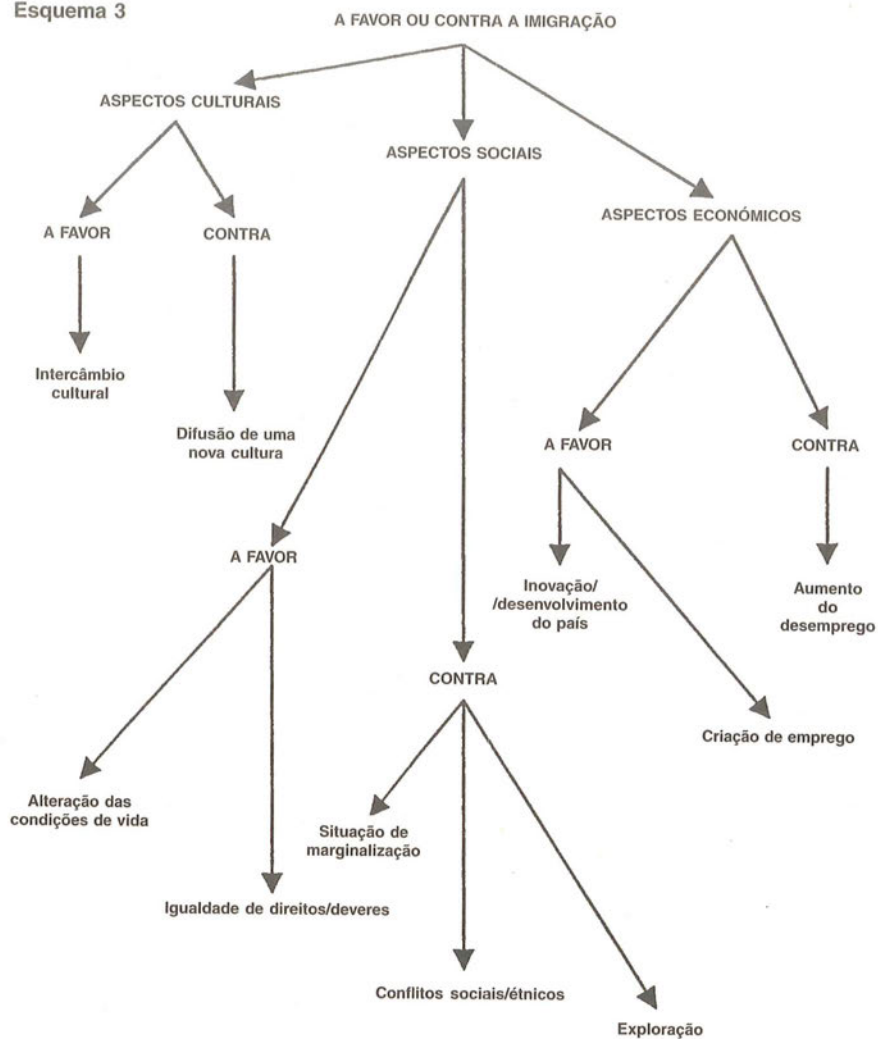 Esquema 3
A FAVOR OU CONTRA A IMIGRAÇÃO
ASPECTOS CULTURAIS
ASPECTOS SOCIAIS
ASPECTOS ECONÓMICOS
A FAVOR
CONTRA
Intercâmbio
cultural
Difusão de uma
nova cultura
A FAVOR
CONTRA
A FAVOR
Inovação/
/desenvolvimento
do país
Aumento
do
desemprego
CONTRA
Criação de emprego
Alteração das
condições de vida
Situação de
marginalização
Igualdade de direitos/deveres
Conflitos sociais/étnicos
Exploração